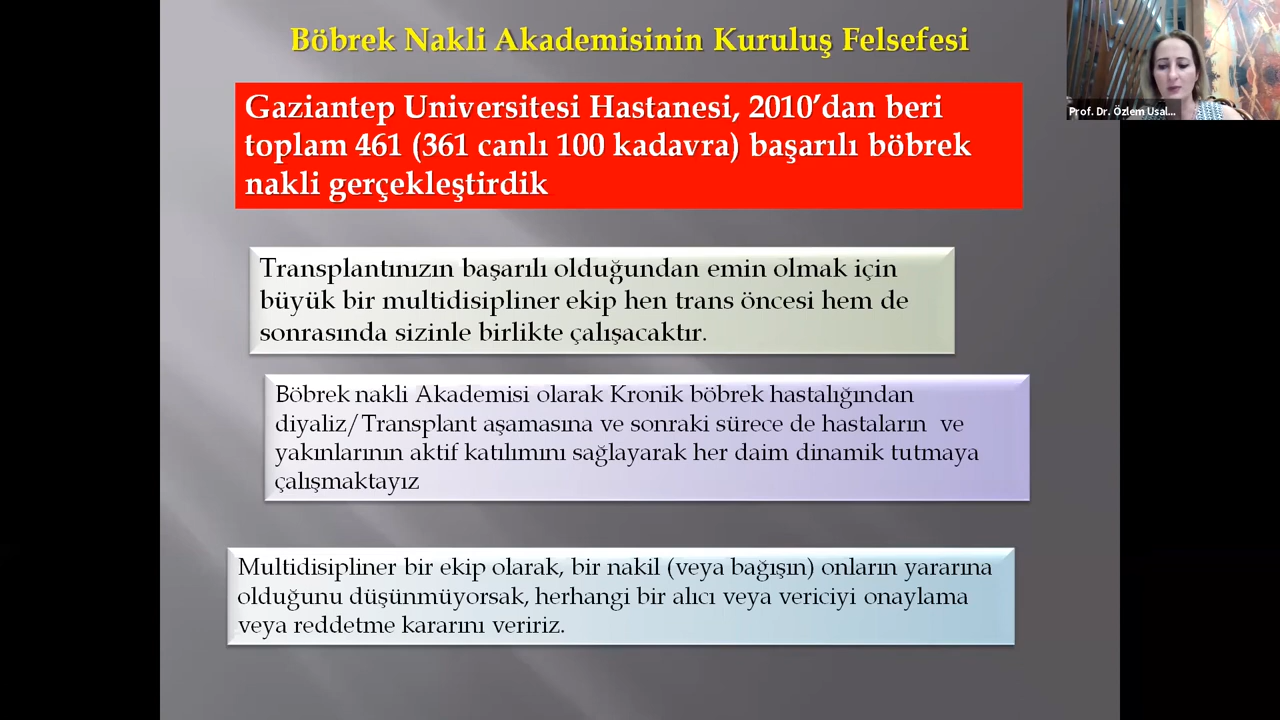 Böbrek Nakli Akademisinin Kuruluş Felsefesi
Prof. Dr. Özlem Usal...
Gaziantep Universitesi Hastanesi, 2010’dan beri
toplam 461 (361 canlı 100 kadavra) başarılı böbrek
nakli gerçekleştirdik
Transplantınızın başarılı olduğundan emin olmak için
büyük bir multidisipliner ekip hen trans öncesi hem de
sonrasında sizinle birlikte çalışacaktır.
Böbrek nakli Akademisi olarak Kronik böbrek hastalığından
diyaliz/Transplant aşamasına ve sonraki sürece de hastaların ve
yakınlarının aktif katılımını sağlayarak her daim dinamik tutmaya
çalışmaktayız
Multidisipliner bir ekip olarak, bir nakil (veya bağışın) onların yararına
olduğunu düşünmüyorsak, herhangi bir alıcı veya vericiyi onaylama
veya reddetme kararını veririz.